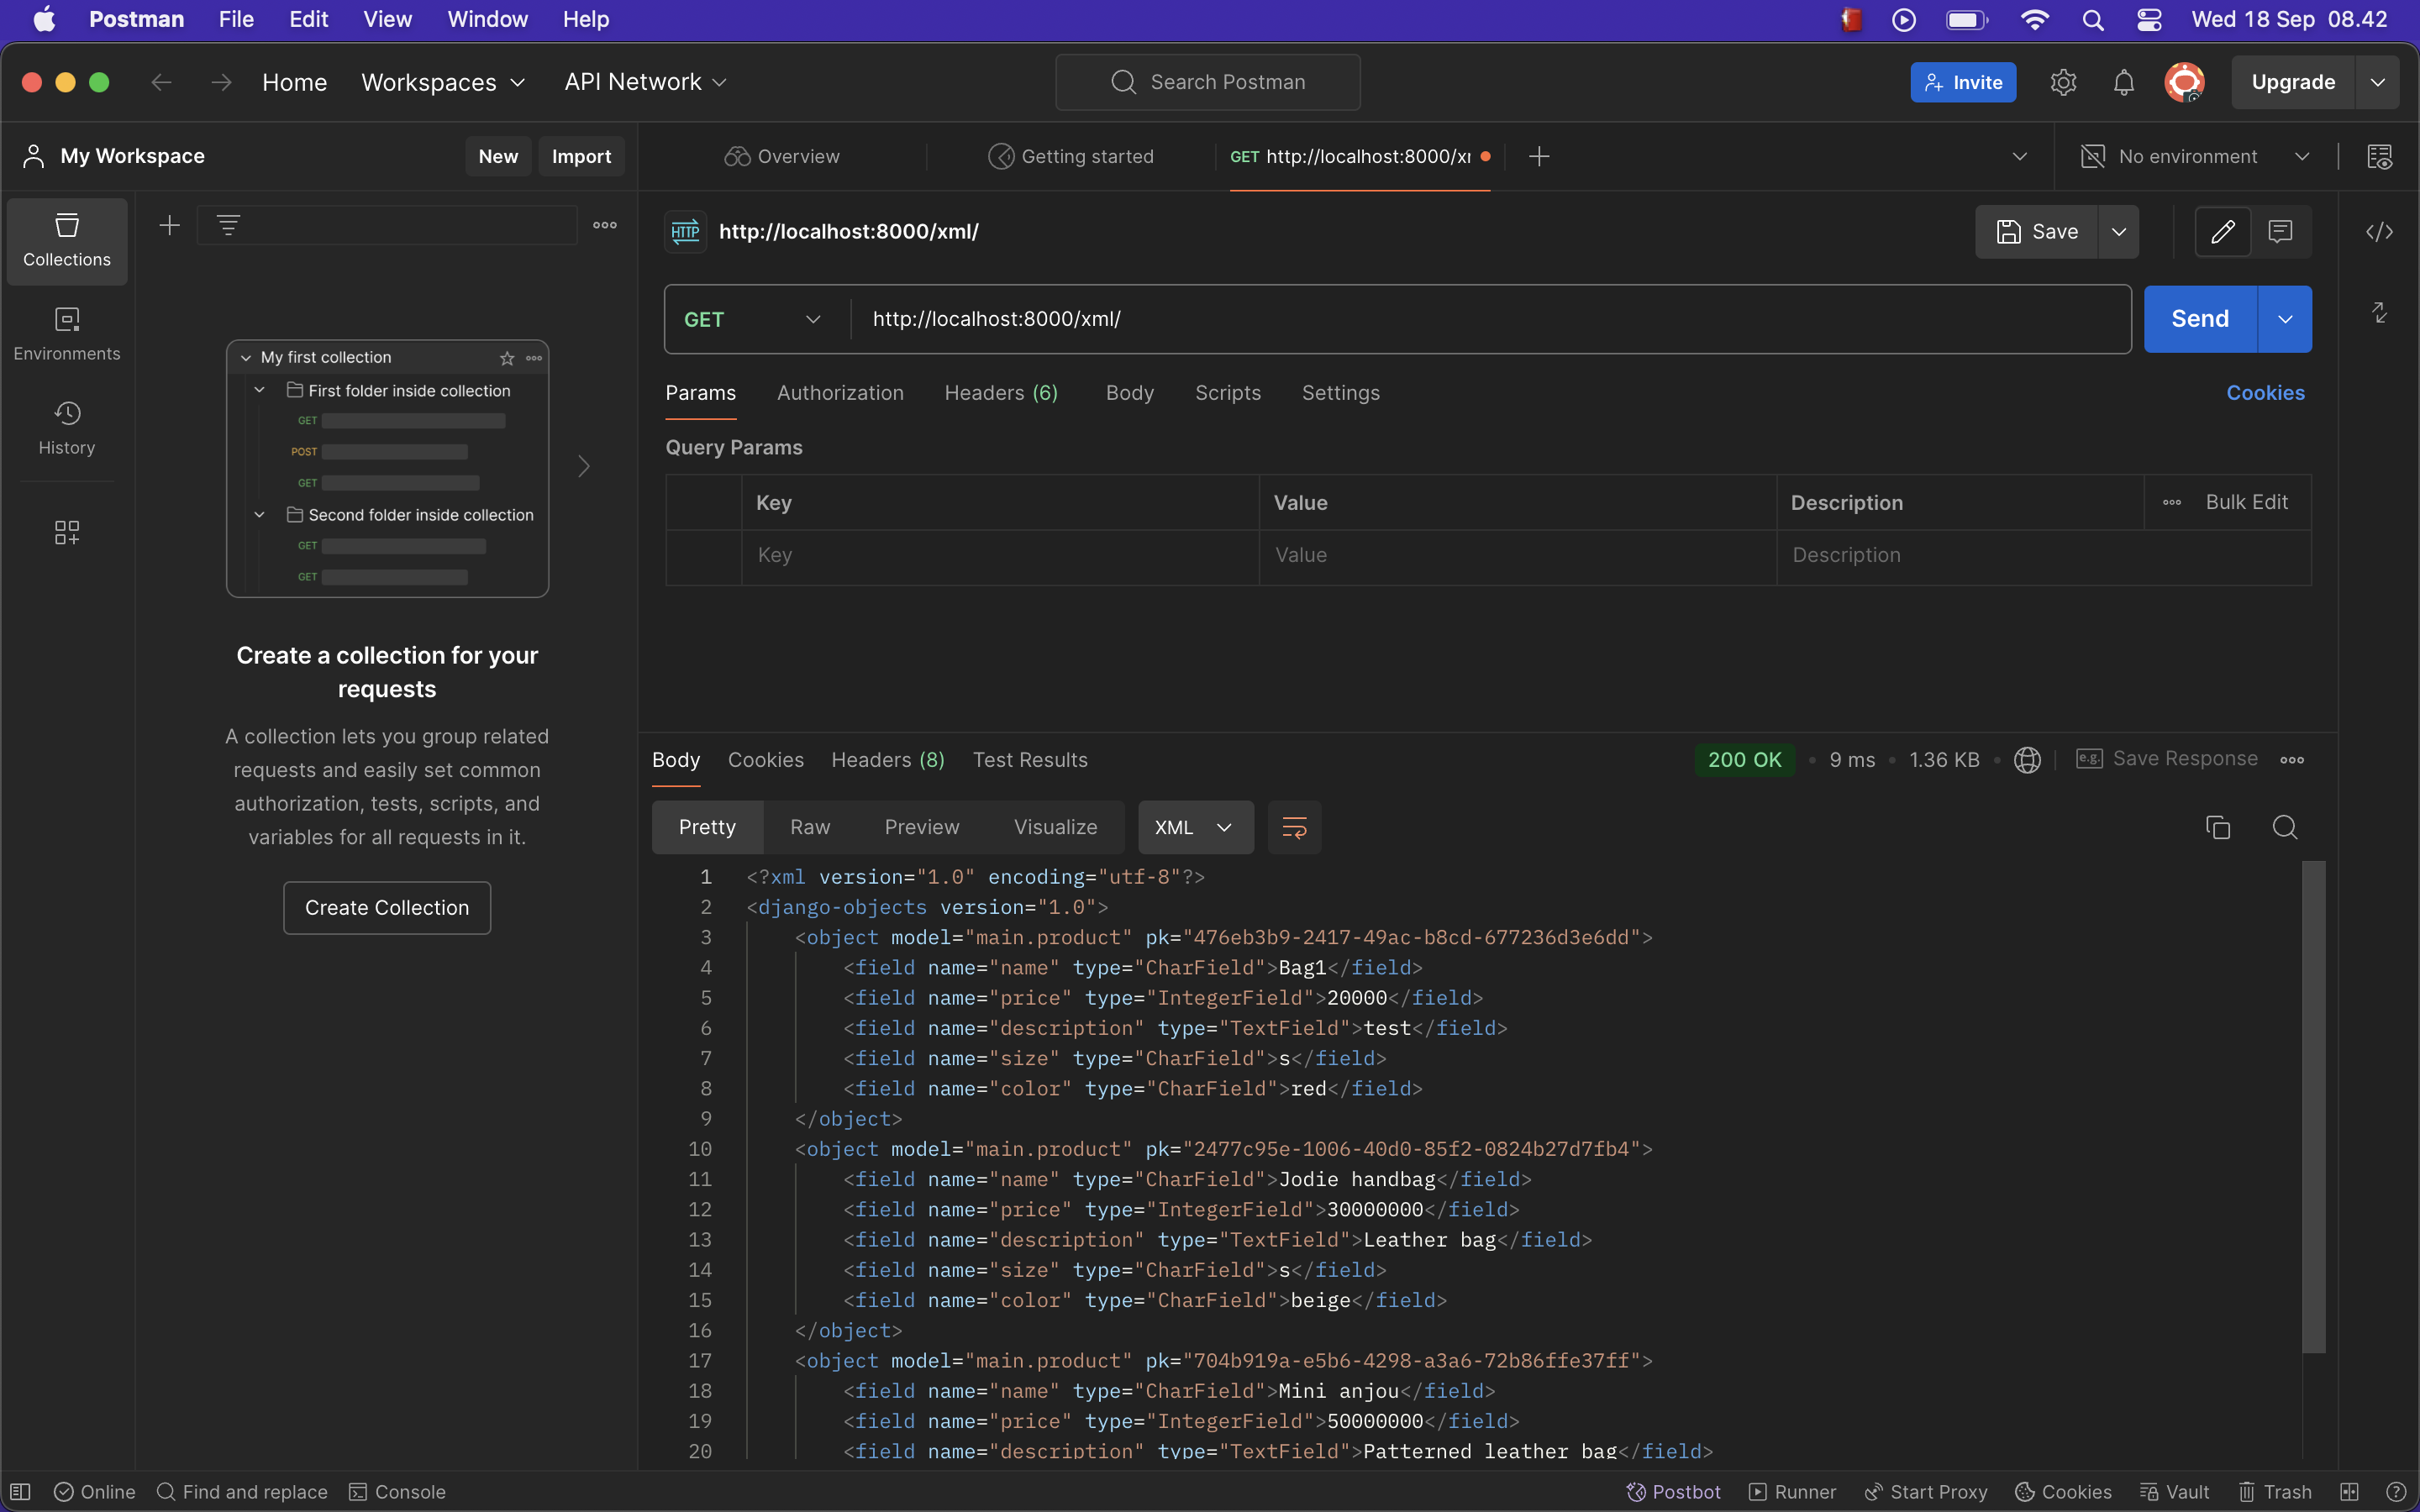 Postman File Edit View Window Help Wed 18 Sep 08.42
Home Workspaces API Network Search Postman Invite Upgrade
My Workspace New Import Overview Getting started GET http://localhost:8000/x No environment
Collections
Environments
History
My first collection
First folder inside collection
GET
POST
GET
Second folder inside collection
GET
GET
Create a collection for your
requests
A collection lets you group related
requests and easily set common
authorization, tests, scripts, and
variables for all requests in it.
Create Collection
HTTP http://localhost:8000/xml/ Save
GET http://localhost:8000/xml/ Send
Params Authorization Headers (6) Body Scripts Settings Cookies
Query Params
Key Value Description Bulk Edit
Key Value Description
Body Cookies Headers (8) Test Results 200 OK 9 ms 1.36 KB e.g. Save Response
Pretty Raw Preview Visualize XML
1 <?xml version="1.0" encoding="utf-8"?>
2 <django-objects version="1.0">
3 <object model="main.product" pk="476eb3b9-2417-49ac-b8cd-677236d3e6dd">
4 <field name="name" type="CharField">Bag1</field>
5 <field name="price" type="IntegerField">20000</field>
6 <field name="description" type="TextField">test</field>
7 <field name="size" type="CharField">s</field>
8 <field name="color" type="CharField">red</field>
9 </object>
10 <object model="main.product" pk="2477c95e-1006-40d0-85f2-0824b27d7fb4">
11 <field name="name" type="CharField">Jodie handbag</field>
12 <field name="price" type="IntegerField">30000000</field>
13 <field name="description" type="TextField">Leather bag</field>
14 <field name="size" type="CharField">s</field>
15 <field name="color" type="CharField">beige</field>
16 </object>
17 <object model="main.product" pk="704b919a-e5b6-4298-a3a6-72b86ffe37ff">
18 <field name="name" type="CharField">Mini anjou</field>
19 <field name="price" type="IntegerField">50000000</field>
20 <field name="description" type="TextField">Patterned leather bag</field>
Online Find and replace Console Postbot Runner Start Proxy Cookies Vault Trash